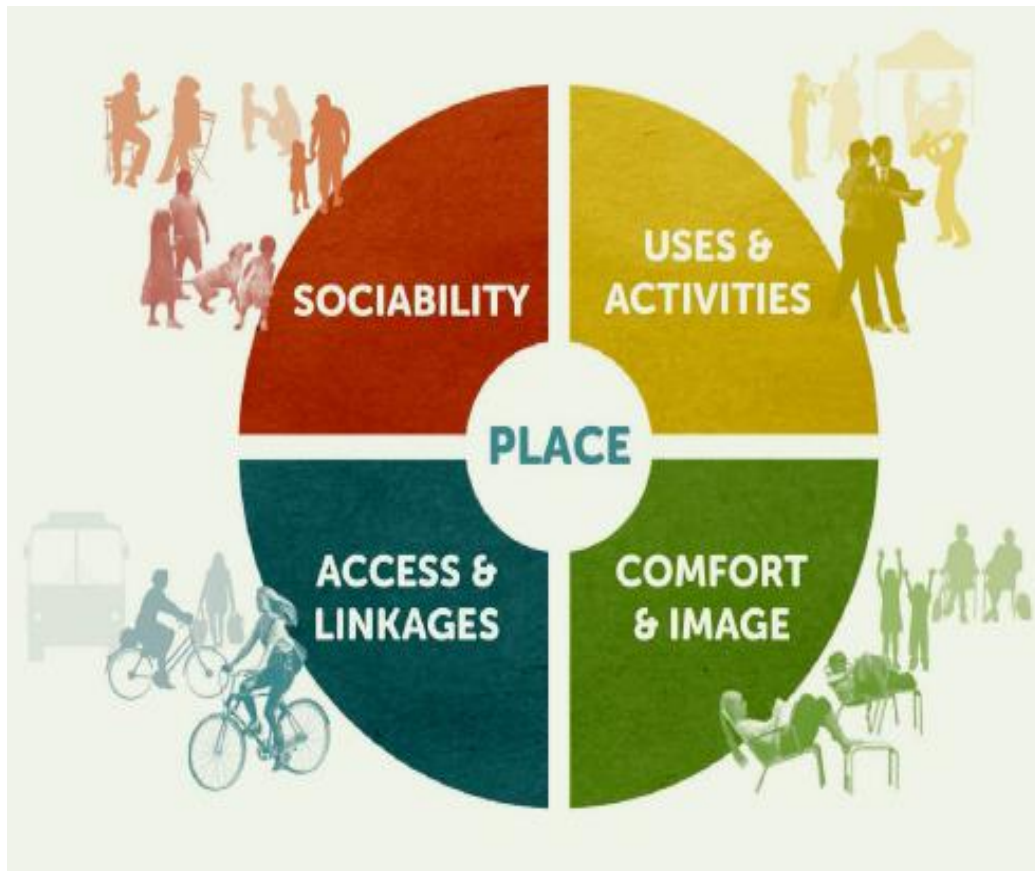 SOCIABILITY
USES &
ACTIVITIES
PLACE
ACCESS &
LINKAGES
COMFORT
& IMAGE